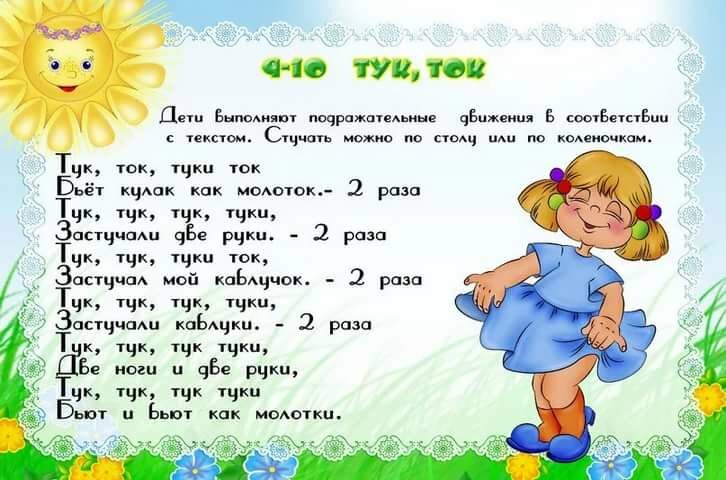 9-10 ТУК, ТОК
Дети выполняют подражательные движения в соответствии
с текстом. Стучать можно по столу или по коленочкам.
Тук, ток, туки ток
Бьёт кулак как молоток.- 2 раза
Тук, тук, тук, туки,
Застучали две руки. - 2 раза
Тук, тук, туки ток,
Застучал мой каблучок. - 2 раза
Тук, тук, тук, туки,
Застучали каблуки. - 2 раза
Тук, тук, тук туки,
Две ноги и две руки,
Тук, тук, тук туки
Бьют и бьют как молотки.